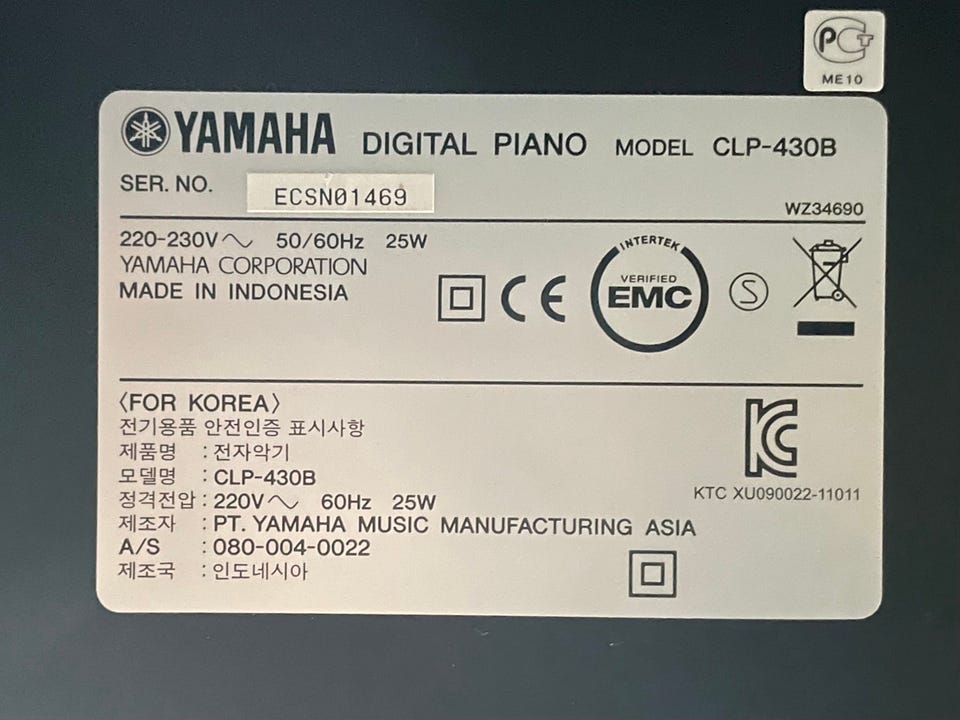 PCT
ME10
YAMAHA DIGITAL PIANO MODEL CLP-430B
SER. NO. ECSN01469
WZ34690
220-230V~ 50/60Hz 25W
YAMAHA CORPORATION
MADE IN INDONESIA
CE
INTERTEK
VERIFIED
EMC
S
〈FOR KOREA〉
전기용품 안전인증 표시사항
제품명 : 전자악기
모델명 : CLP-430B
정격전압 : 220V~ 60Hz 25W
제조자 : PT. YAMAHA MUSIC MANUFACTURING ASIA
A/S : 080-004-0022
제조국 : 인도네시아
KC
KTC XU090022-11011